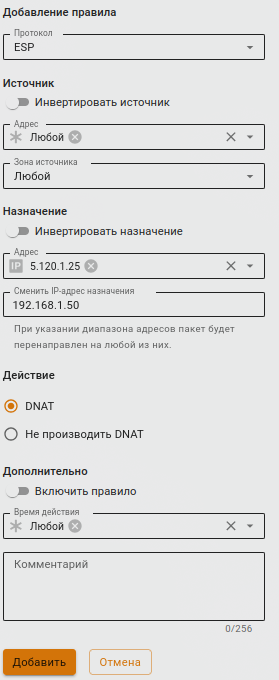 Добавление правила
Протокол
ESP
Источник
Инвертировать источник
Адрес
Любой
Зона источника
Любой
Назначение
Инвертировать назначение
Адрес
IP 5.120.1.25
Сменить IP-адрес назначения
192.168.1.50
При указании диапазона адресов пакет будет
перенаправлен на любой из них.
Действие
DNAT
Не производить DNAT
Дополнительно
Включить правило
Время действия
Любой
Комментарий
0/256
Добавить Отмена